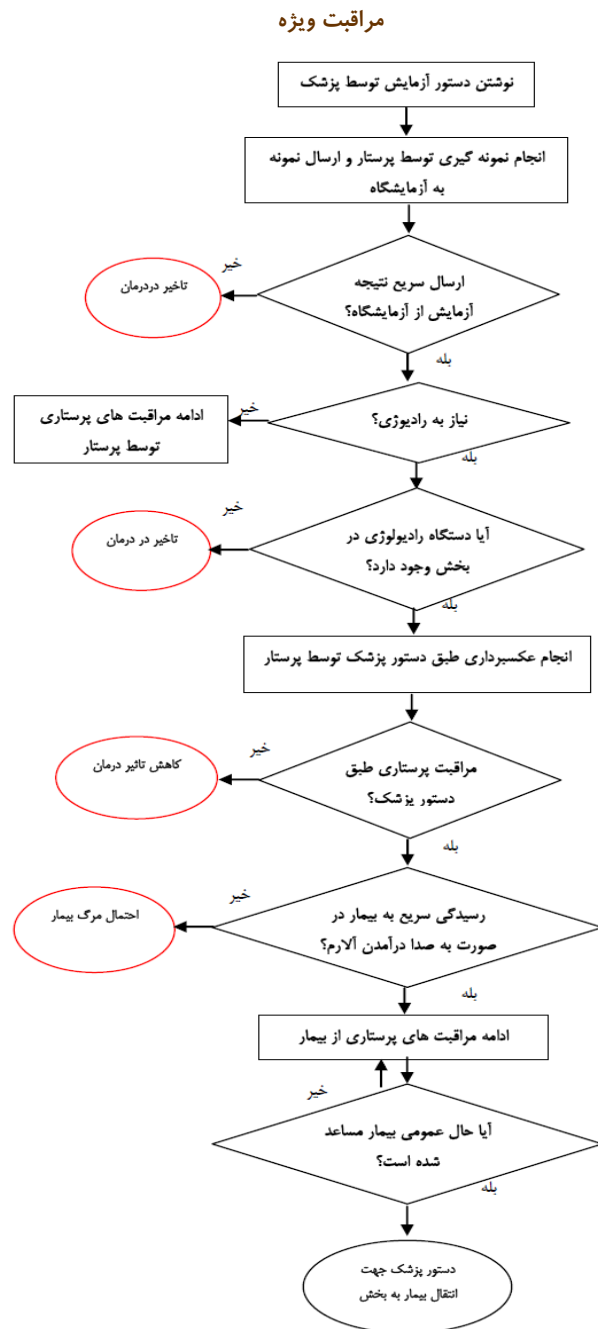 مراقبت ویژه
نوشتن دستور آزمایش توسط پزشک
انجام نمونه گیری توسط پرستار و ارسال نمونه
به آزمایشگاه
ارسال سریع نتیجه
آزمایش از آزمایشگاه؟
خیر
تاخیر دردرمان
بله
نیاز به رادیوژی؟
خیر
ادامه مراقبت های پرستاری
توسط پرستار
بله
آیا دستگاه رادیولوژی در
بخش وجود دارد؟
خیر
تاخیر در درمان
بله
انجام عکسبرداری طبق دستور پزشک توسط پرستار
مراقبت پرستاری طبق
دستور پزشک؟
خیر
کاهش تاثیر درمان
بله
رسیدگی سریع به بیمار در
صورت به صدا درآمدن آلارم؟
خیر
احتمال مرگ بیمار
بله
ادامه مراقبت های پرستاری از بیمار
خیر
آیا حال عمومی بیمار مساعد
شده است؟
بله
دستور پزشک جهت
انتقال بیمار به بخش